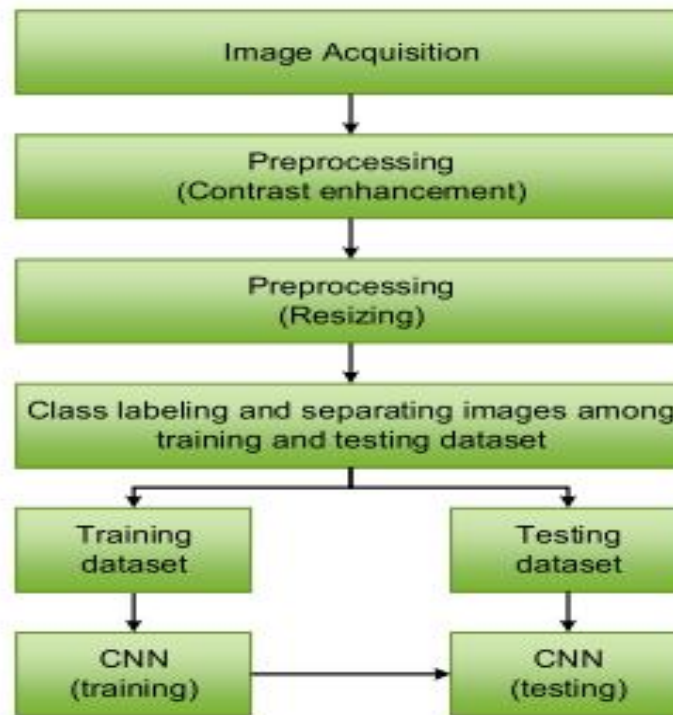 Image Acquisition
Preprocessing
(Contrast enhancement)
Preprocessing
(Resizing)
Class labeling and separating images among
training and testing dataset
Training
dataset
Testing
dataset
CNN
(training)
CNN
(testing)